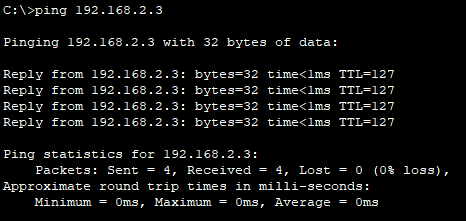 C:\>ping 192.168.2.3
Pinging 192.168.2.3 with 32 bytes of data:
Reply from 192.168.2.3: bytes=32 time<1ms TTL=127
Reply from 192.168.2.3: bytes=32 time<1ms TTL=127
Reply from 192.168.2.3: bytes=32 time<1ms TTL=127
Reply from 192.168.2.3: bytes=32 time<1ms TTL=127
Ping statistics for 192.168.2.3:
    Packets: Sent = 4, Received = 4, Lost = 0 (0% loss),
Approximate round trip times in milli-seconds:
    Minimum = 0ms, Maximum = 0ms, Average = 0ms